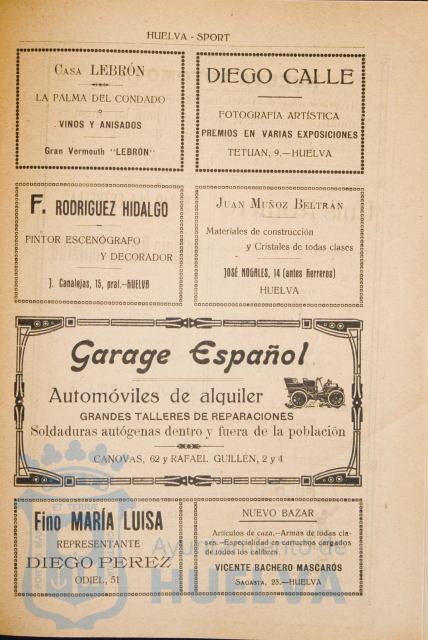 HUELVA - SPORT
CASA LEBRÓN
LA PALMA DEL CONDADO
VINOS Y ANISADOS
Gran Vermouth "LEBRÓN"
DIEGO CALLE
FOTOGRAFÍA ARTÍSTICA
PREMIOS EN VARIAS EXPOSICIONES
TETUAN, 9.—HUELVA
F. RODRIGUEZ HIDALGO
PINTOR ESCENÓGRAFO
Y DECORADOR
J. Canalejas, 15, pral.-HUELVA
JUAN MUÑOZ BELTRÁN
Materiales de construcción
y Cristales de todas clases
JOSÉ NOGALES, 14 (antes Herreros)
HUELVA
Garage Español
Automóviles de alquiler
GRANDES TALLERES DE REPARACIONES
Soldaduras autógenas dentro y fuera de la población
CANOVAS, 62 y RAFAEL GUILLÉN, 2 y 4
Fino MARÍA LUISA
REPRESENTANTE
DIEGO PEREZ
ODIEL, 51
NUEVO BAZAR
Artículos de caza.-Armas de todas cla-
ses.-Especialidad en cartuchos cargados
de todos los calibres.
VICENTE BACHERO MASCARÓS
SAGASTA, 23.—HUELVA
Ayuntamiento de
HUELVA